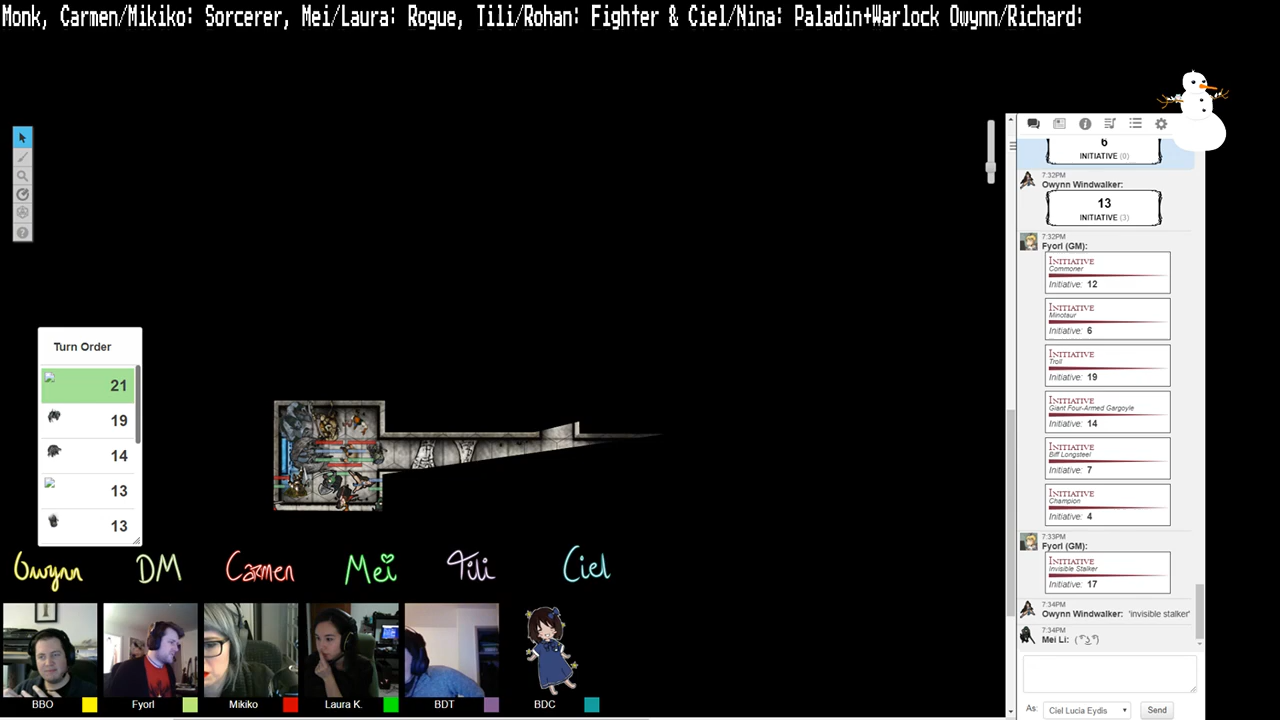 Monk, Carmen/Mikiko: Sorcerer, Mei/Laura: Rogue, Tili/Rohan: Fighter & Ciel/Nina: Paladin+Warlock Owynn/Richard:
6
INITIATIVE (0)
7:32PM
Owynn Windwalker:
13
INITIATIVE (3)
7:32PM
Fyorl (GM):
INITIATIVE
Commoner
Initiative: 12
INITIATIVE
Minotaur
Initiative: 6
INITIATIVE
Troll
Initiative: 19
INITIATIVE
Giant Four-Armed Gargoyle
Initiative: 14
INITIATIVE
Biff Longsteel
Initiative: 7
INITIATIVE
Champion
Initiative: 4
7:33PM
Fyorl (GM):
INITIATIVE
Invisible Stalker
Initiative: 17
7:34PM
Owynn Windwalker: 'invisible stalker'
7:34PM
Mei Li: ( ͡° ͜ʖ ͡°)
As: Ciel Lucia Eydis
Send
Turn Order
21
19
14
13
13
Owynn
DM
Carmen
Mei
Tili
Ciel
BBO
Fyorl
Mikiko
Laura K.
BDT
BDC